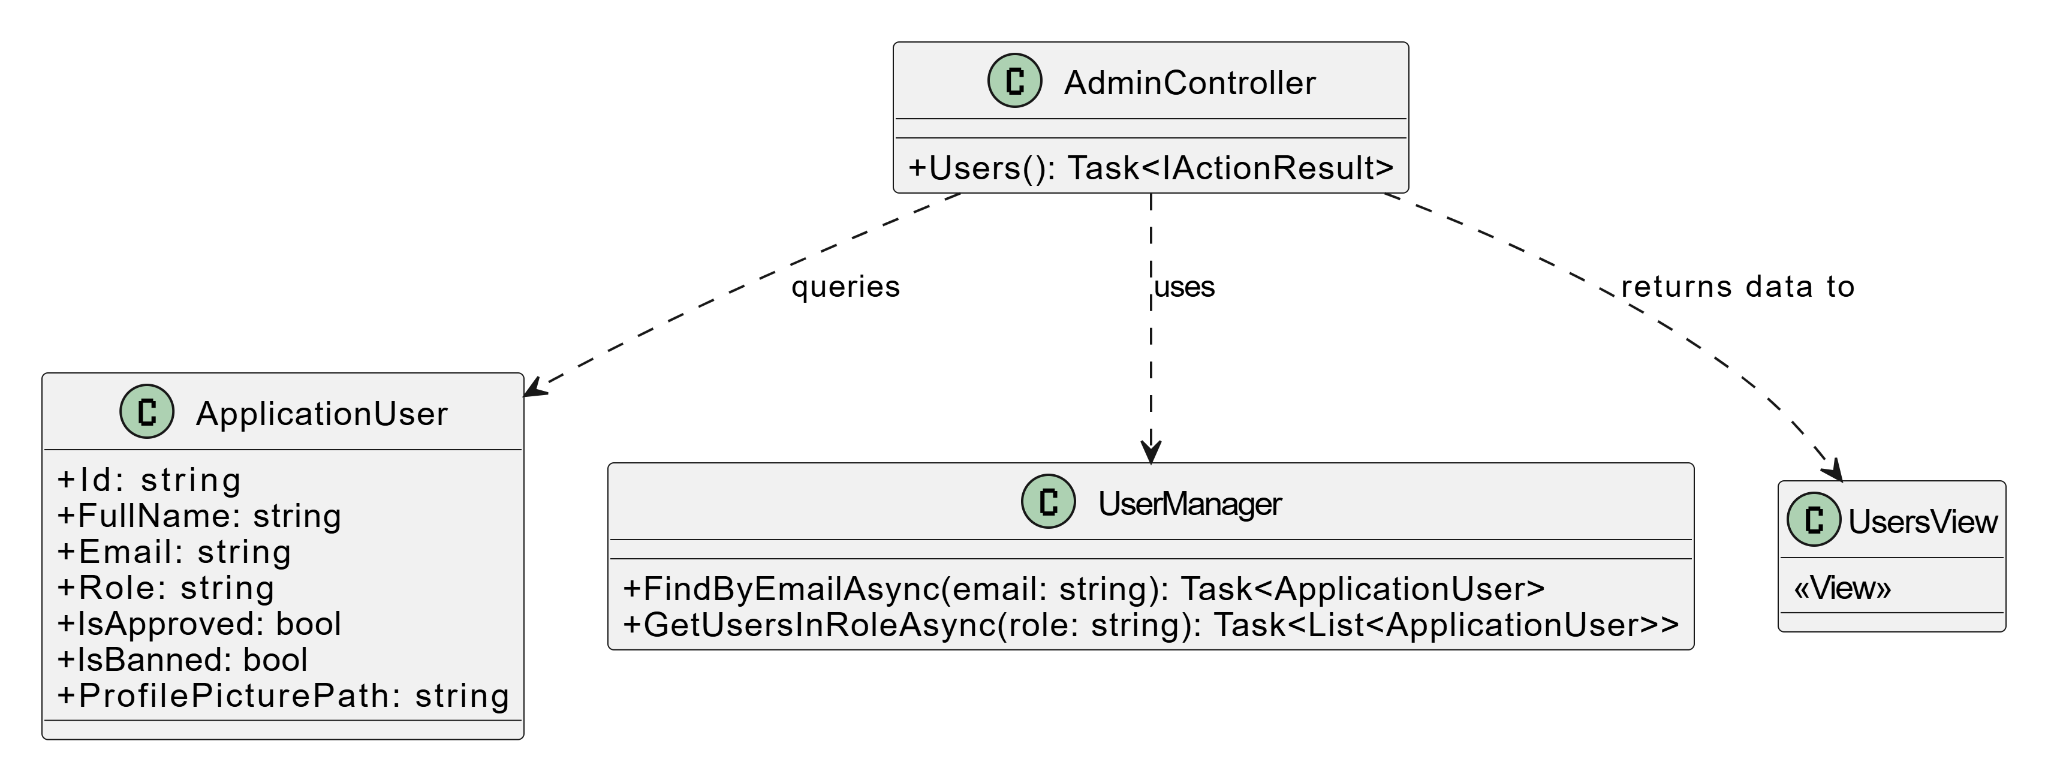 C AdminController
+Users(): Task<IActionResult>
queries
uses
returns data to
C ApplicationUser
+Id: string
+FullName: string
+Email: string
+Role: string
+IsApproved: bool
+IsBanned: bool
+ProfilePicturePath: string
C UserManager
+FindByEmailAsync(email: string): Task<ApplicationUser>
+GetUsersInRoleAsync(role: string): Task<List<ApplicationUser>>
C UsersView
«View»